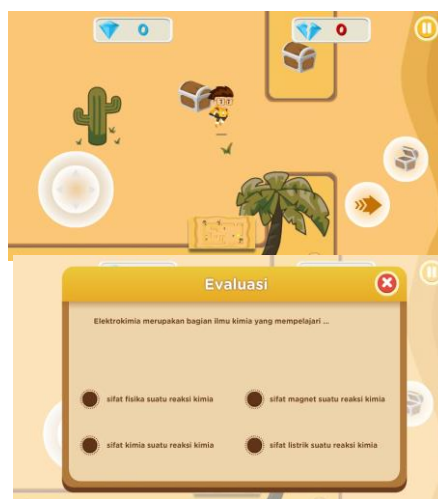 0 0
Evaluasi
Elektrokimia merupakan bagian ilmu kimia yang mempelajari ...
sifat fisika suatu reaksi kimia
sifat magnet suatu reaksi kimia
sifat kimia suatu reaksi kimia
sifat listrik suatu reaksi kimia